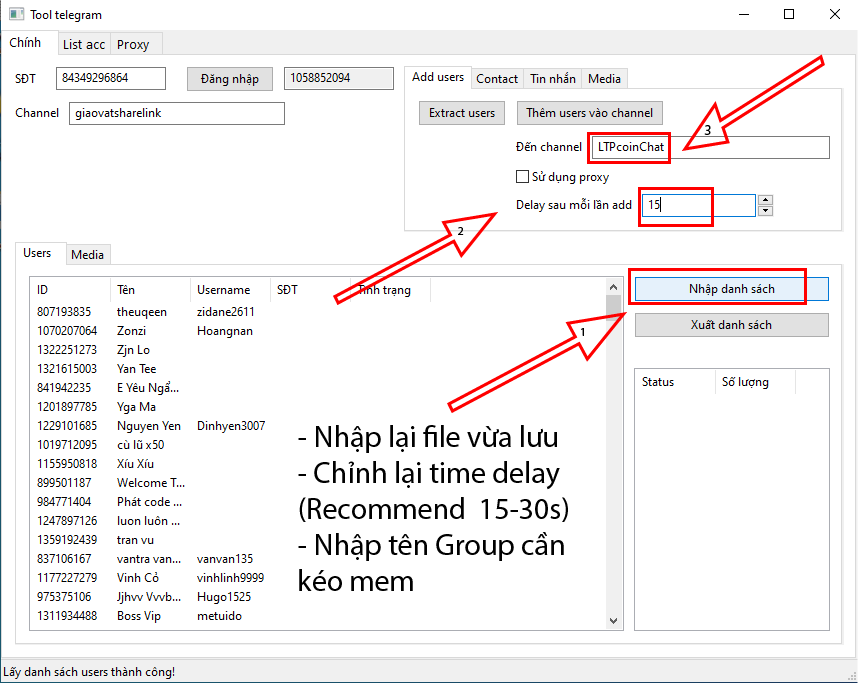 Tool telegram
Chính List acc Proxy
SĐT 84349296864 Đăng nhập 1058852094
Channel giaovatsharelink
Add users Contact Tin nhắn Media
Extract users Thêm users vào channel
Đến channel LTPcoinChat
3
Sử dụng proxy
Delay sau mỗi lần add 15
2
Users Media
ID Tên Username SĐT Tình trạng
807193835 theuqeen zidane2611
1070207064 Zonzi Hoangnan
1322251273 Zjn Lo
1321615003 Yan Tee
841942235 E Yêu Ngẩ...
1201897785 Yga Ma
1229101685 Nguyen Yen Dinhyen3007
1019712095 cù lũ x50
1155950818 Xíu Xíu
899501187 Welcome T...
984771404 Phát code ...
1247897126 luon luôn ...
1359192439 tran vu
837106167 vantra van... vanvan135
1177227279 Vinh Cồ vinhlinh9999
975375106 Jjhvv Vvvb... Hugo1525
1311934488 Boss Vip metuido
Nhập danh sách
1
Xuất danh sách
Status Số lượng
- Nhập lại file vừa lưu
- Chỉnh lại time delay
(Recommend 15-30s)
- Nhập tên Group cần
kéo mem
Lấy danh sách users thành công!